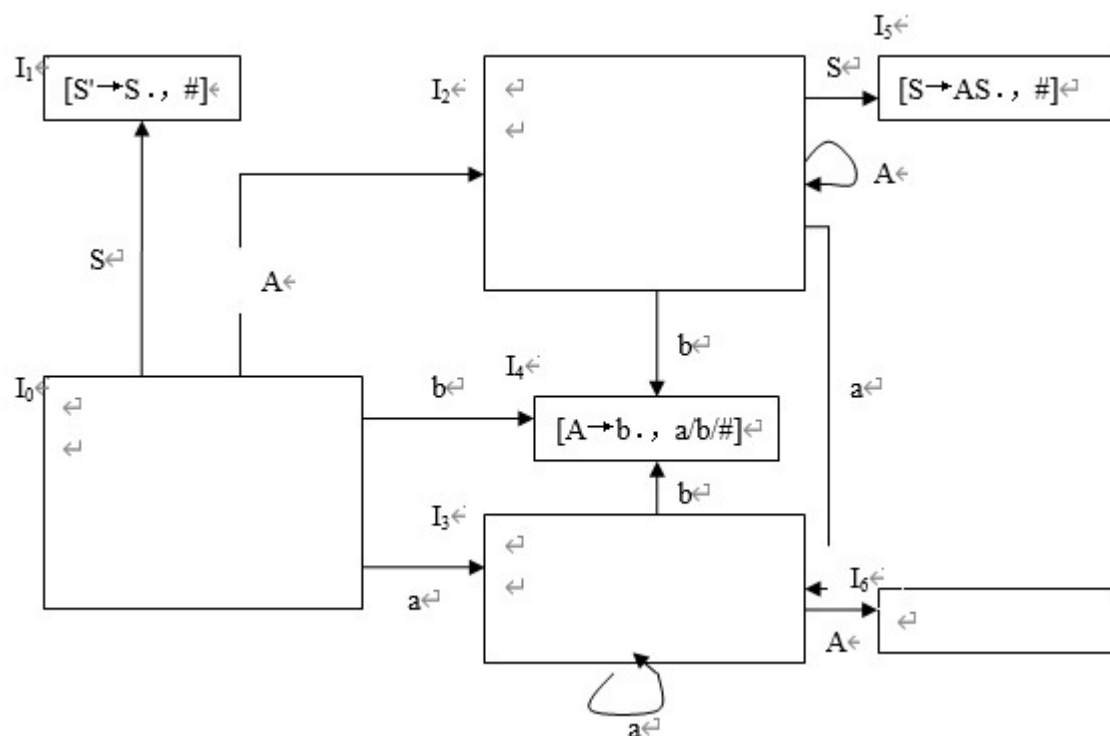 I5
I1
[S'→S ., #]
I2
S
[S→AS ., #]
A
S
A
b
I0
b
I4
a
[A→b ., a/b/#]
b
I3
a
I6
A
a